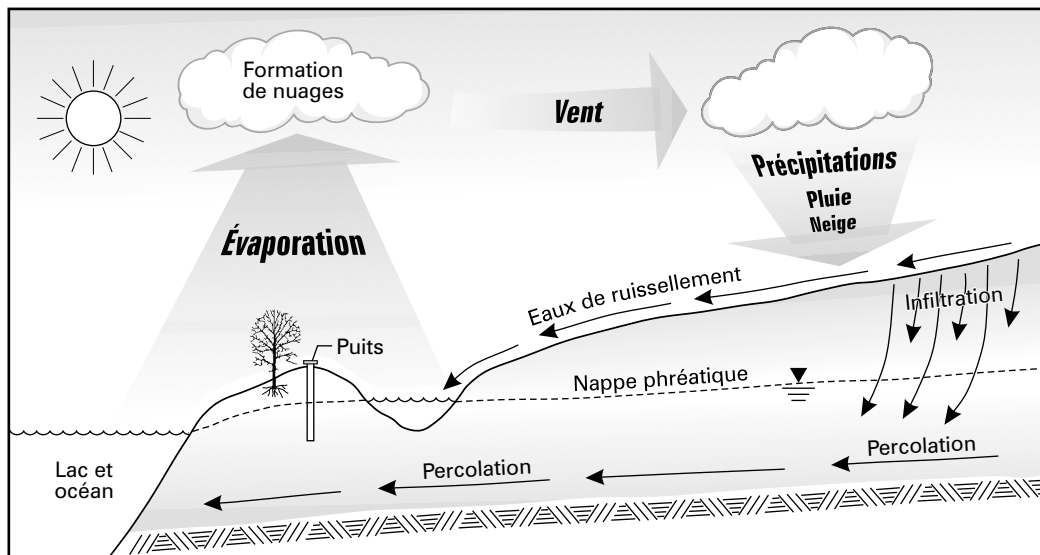 Formation
de nuages
Vent
Précipitations
Pluie
Neige
Évaporation
Eaux de ruissellement
Infiltration
Puits
Nappe phréatique
Lac et
océan
Percolation
Percolation